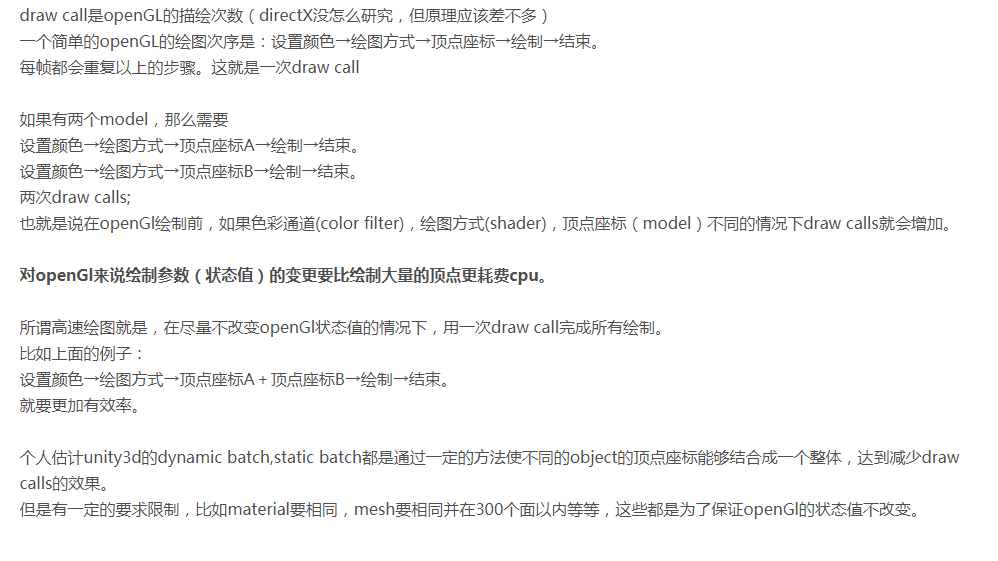 draw call是openGL的描绘次数（directX没怎么研究，但原理应该差不多）
一个简单的openGL的绘图次序是：设置颜色→绘图方式→顶点座标→绘制→结束。
每帧都会重复以上的步骤。这就是一次draw call
如果有两个model，那么需要
设置颜色→绘图方式→顶点座标A→绘制→结束。
设置颜色→绘图方式→顶点座标B→绘制→结束。
两次draw calls;
也就是说在openGl绘制前，如果色彩通道(color filter)，绘图方式(shader)，顶点座标（model）不同的情况下draw calls就会增加。
对openGl来说绘制参数（状态值）的变更要比绘制大量的顶点更耗费cpu。
所谓高速绘图就是，在尽量不改变openGl状态值的情况下，用一次draw call完成所有绘制。
比如上面的例子：
设置颜色→绘图方式→顶点座标A＋顶点座标B→绘制→结束。
就要更加有效率。
个人估计unity3d的dynamic batch,static batch都是通过一定的方法使不同的object的顶点座标能够结合成一个整体，达到减少draw
calls的效果。
但是有一定的要求限制，比如material要相同，mesh要相同并在300个面以内等等，这些都是为了保证openGl的状态值不改变。